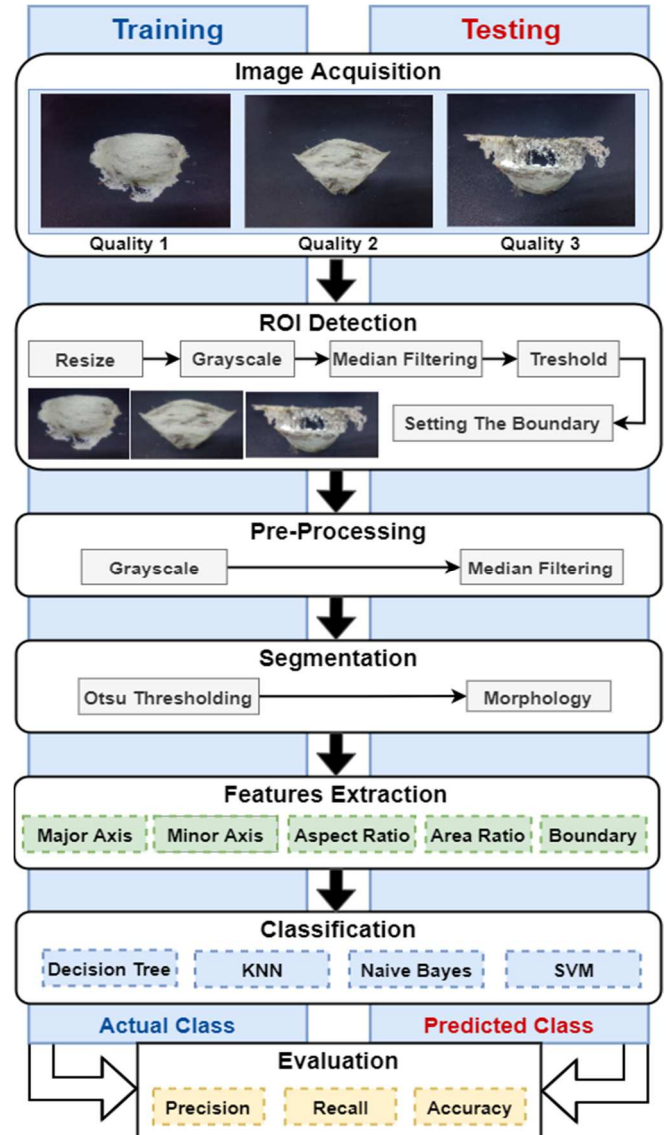 Training
Testing
Image Acquisition
Quality 1
Quality 2
Quality 3
ROI Detection
Resize
Grayscale
Median Filtering
Treshold
Setting The Boundary
Pre-Processing
Grayscale
Median Filtering
Segmentation
Otsu Thresholding
Morphology
Features Extraction
Major Axis
Minor Axis
Aspect Ratio
Area Ratio
Boundary
Classification
Decision Tree
KNN
Naive Bayes
SVM
Actual Class
Predicted Class
Evaluation
Precision
Recall
Accuracy